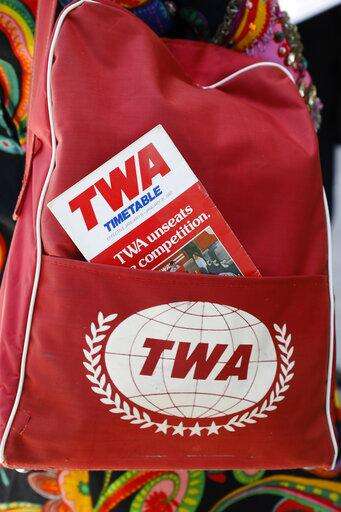 TWA
TIMETABLE
TWA unseats
competition.
TWA